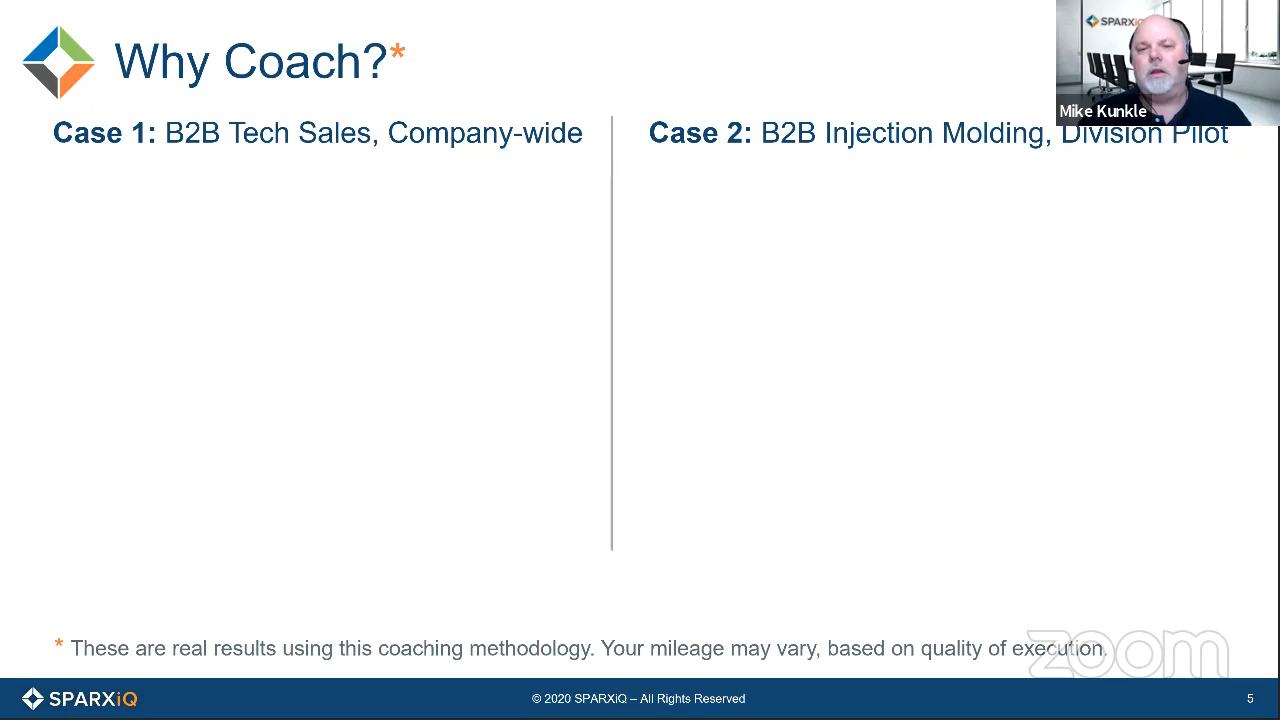 Why Coach?*
SPARXiQ
Mike Kunkle
Case 1: B2B Tech Sales, Company-wide
Case 2: B2B Injection Molding, Division Pilot
* These are real results using this coaching methodology. Your mileage may vary, based on quality of execution.
zoom
SPARXiQ
© 2020 SPARXiQ – All Rights Reserved
5